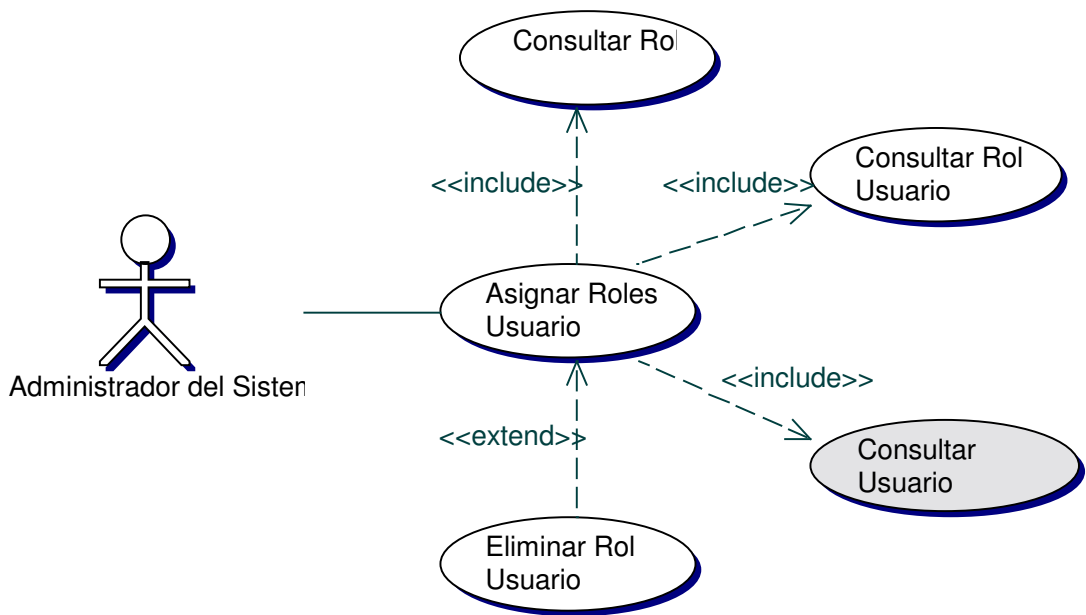 Consultar Rol
Consultar Rol
Usuario
<<include>>
<<include>>
Asignar Roles
Usuario
Administrador del Sistem
<<include>>
<<extend>>
Consultar
Usuario
Eliminar Rol
Usuario